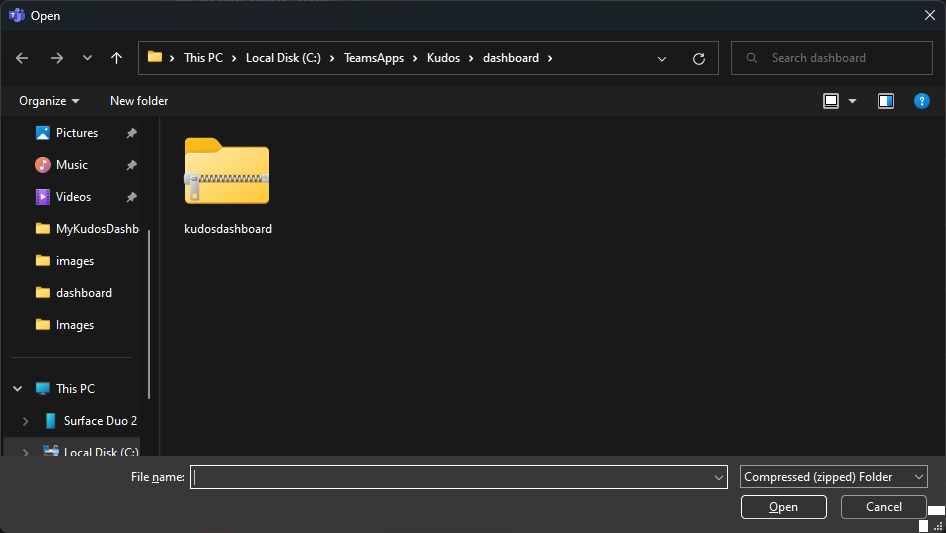 Open
This PC
Local Disk (C:)
TeamsApps
Kudos
dashboard
Search dashboard
Organize
New folder
?
Pictures
Music
Videos
MyKudosDashb
images
dashboard
Images
This PC
Surface Duo 2
Local Disk (C:)
kudosdashboard
File name:
Compressed (zipped) Folder
Open
Cancel